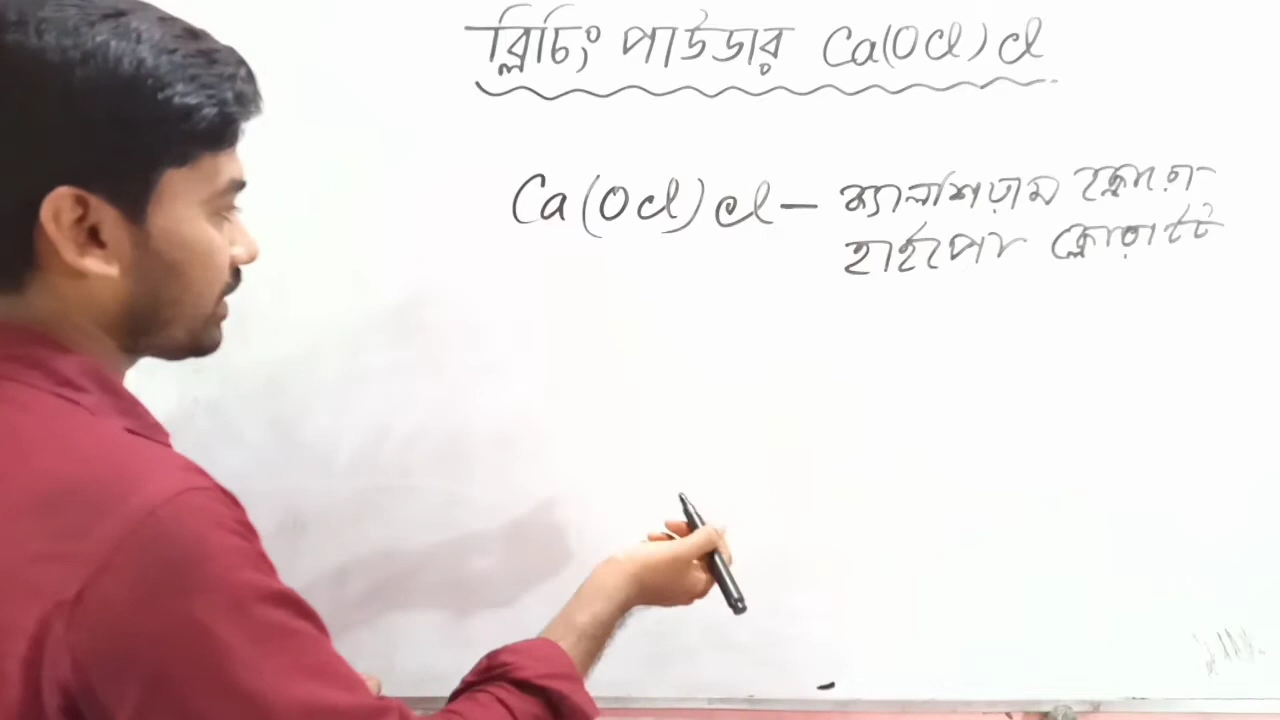 ব্লিচিং পাউডার Ca(OCl)Cl
Ca(OCl)Cl – ক্যালশিয়াম ক্লোরো-
হাইপো ক্লোরাইট